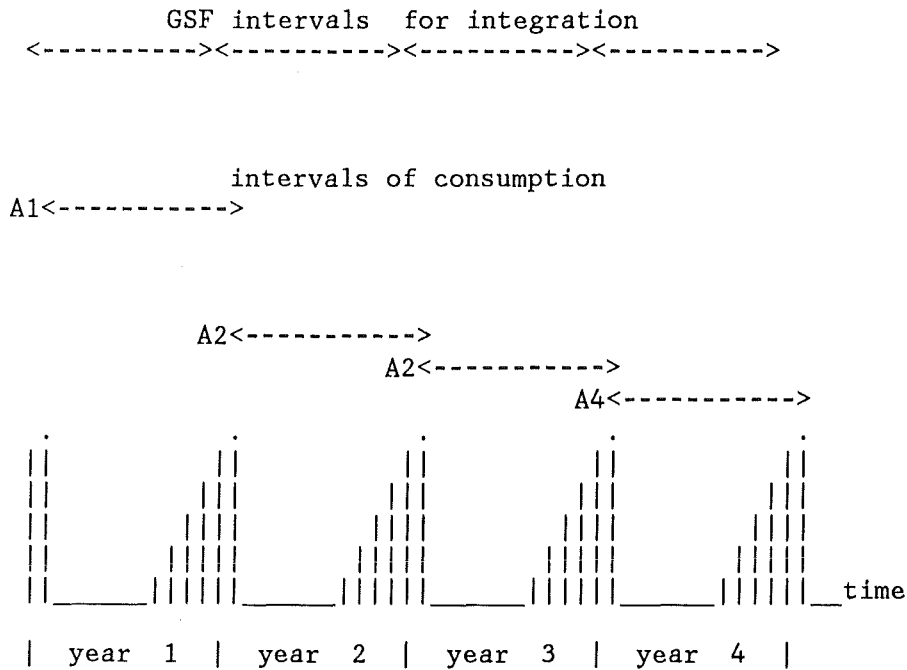 GSF intervals for integration
<-----------><-----------><-----------><----------->
intervals of consumption
A1<----------->
A2<----------->
A2<----------->
A4<----------->
time
| year 1 | year 2 | year 3 | year 4 |